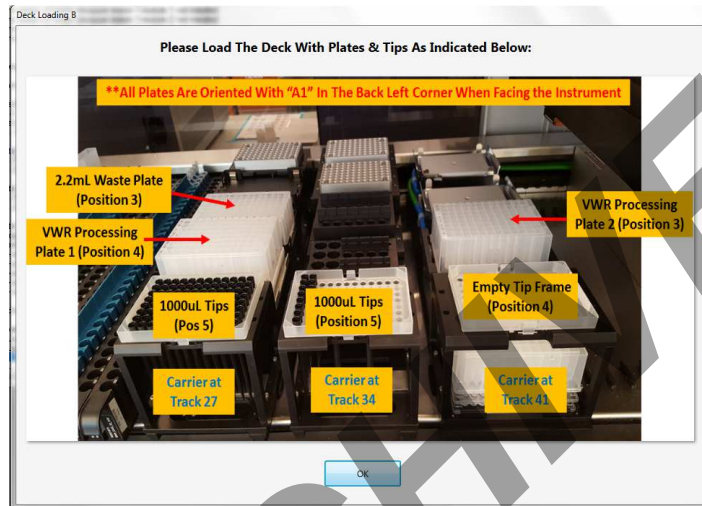 Deck Loading B
Please Load The Deck With Plates & Tips As Indicated Below:
**All Plates Are Oriented With "A1" In The Back Left Corner When Facing the Instrument
2.2mL Waste Plate
(Position 3)
VWR Processing
Plate 1 (Position 4)
VWR Processing
Plate 2 (Position 3)
1000uL Tips
(Pos 5)
1000uL Tips
(Position 5)
Empty Tip Frame
(Position 4)
Carrier at
Track 27
Carrier at
Track 34
Carrier at
Track 41
OK